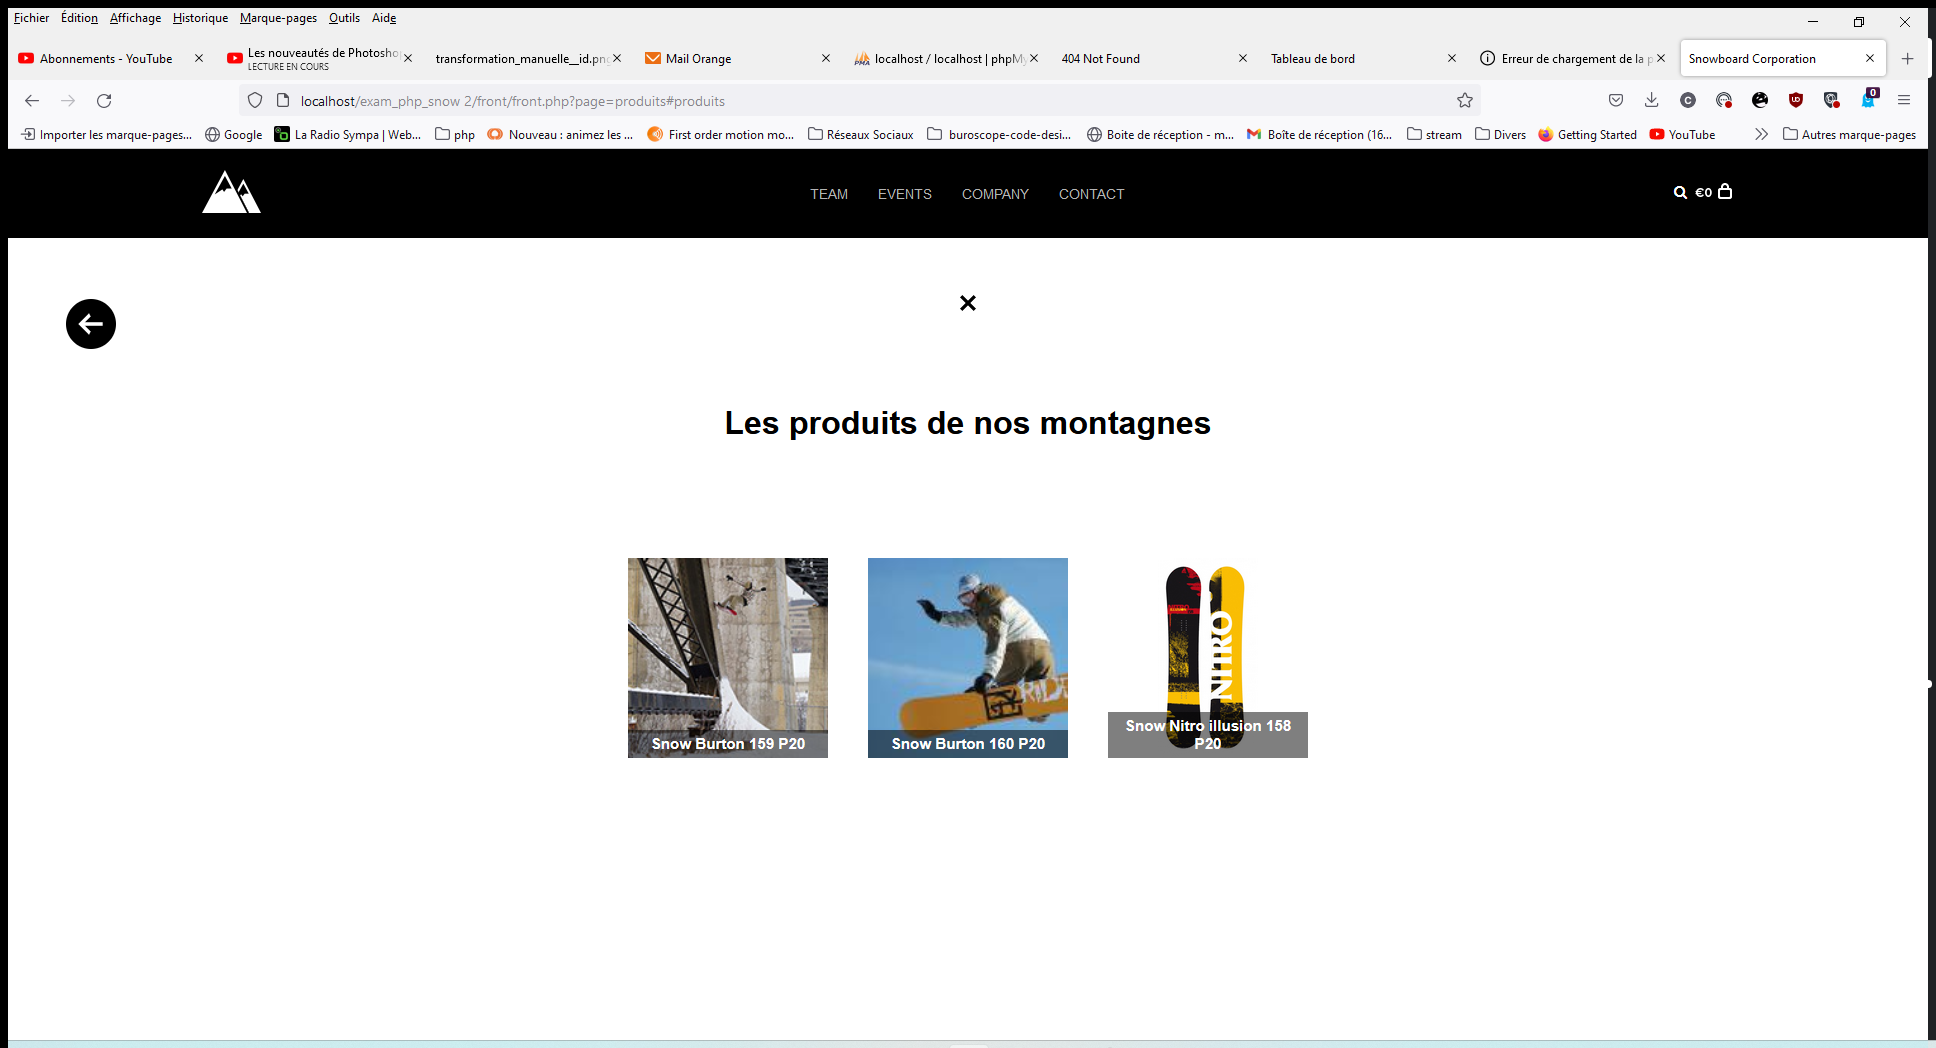 Fichier Édition Affichage Historique Marque-pages Outils Aide
Abonnements - YouTube
Les nouveautés de Photosho
LECTURE EN COURS
transformation_manuelle__id.png
Mail Orange
localhost / localhost | phpMy
404 Not Found
Tableau de bord
Erreur de chargement de la p
Snowboard Corporation
localhost/exam_php_snow 2/front/front.php?page=produits#produits
0
Importer les marque-pages... Google La Radio Sympa | Web... php Nouveau : animez les ... First order motion mo... Réseaux Sociaux buroscope-code-desi... Boite de réception - m... Boîte de réception (16... stream Divers Getting Started YouTube Autres marque-pages
TEAM EVENTS COMPANY CONTACT €0
Les produits de nos montagnes
NITRO
Snow Burton 159 P20
Snow Burton 160 P20
Snow Nitro illusion 158
P20